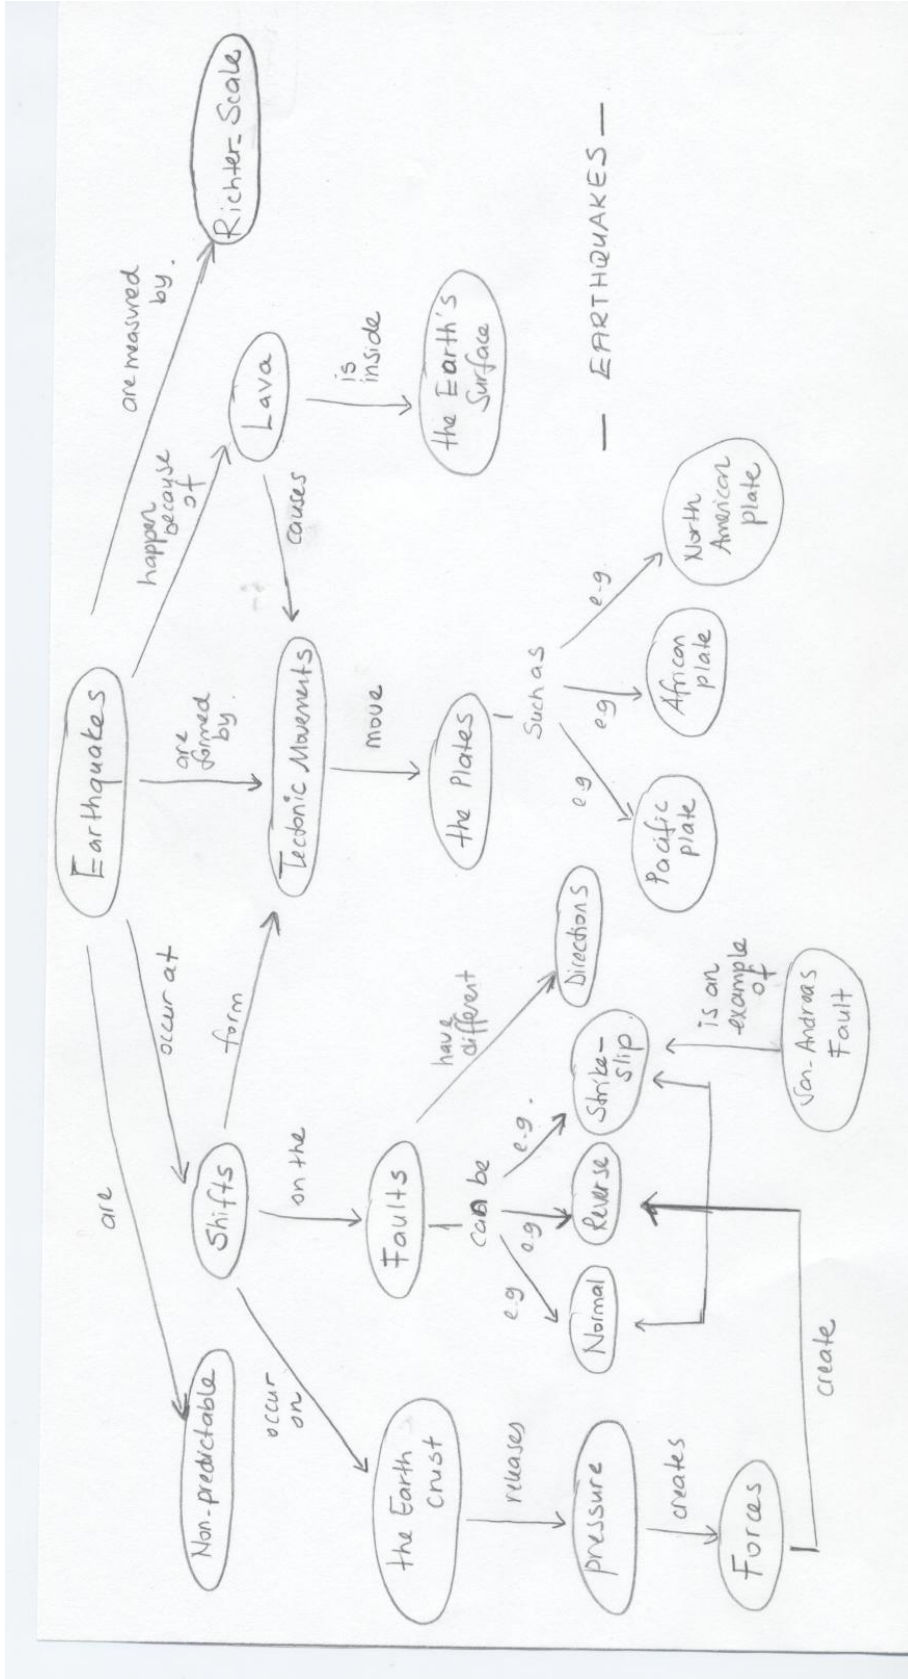 Earthquakes
are
occur at
are
formed
by.
happen
because
of
are measured
by.
Non-predictable
Shifts
Tectonic Movements
Lava
Richter-Scale
occur
on
on the
form
move
causes
is
inside
the Earth
crust
Faults
have
different
Directions
the Plates
the Earth's
Surface
releases
can be
e.g
e.g
e.g.
Such as
e.g
e.g
e-g
pressure
Normal
Reverse
Strike-
slip.
Pacific
plate
African
plate
North
American
plate
creates
is an
example
of
Forces
San-Andreas
Fault
create
— EARTHQUAKES —